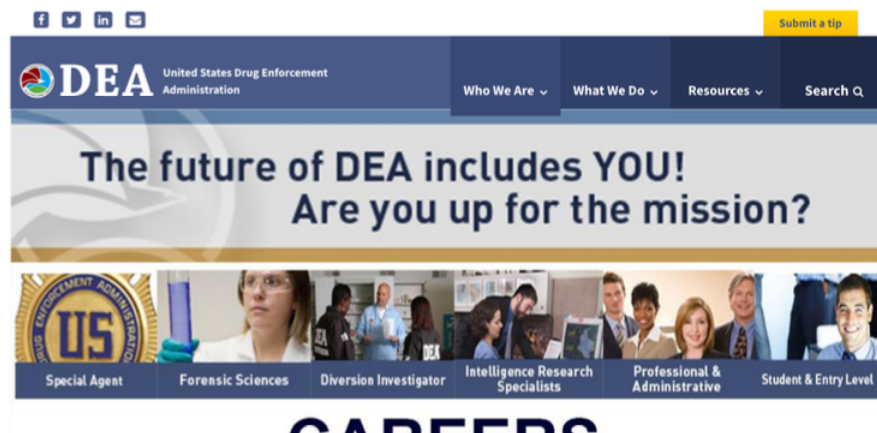 Submit a tip
DEA
United States Drug Enforcement
Administration
Who We Are
What We Do
Resources
Search
The future of DEA includes YOU!
Are you up for the mission?
US
DEA
DEA
Special Agent
Forensic Sciences
Diversion Investigator
Intelligence Research
Specialists
Professional &
Administrative
Student & Entry Level
CAREERS